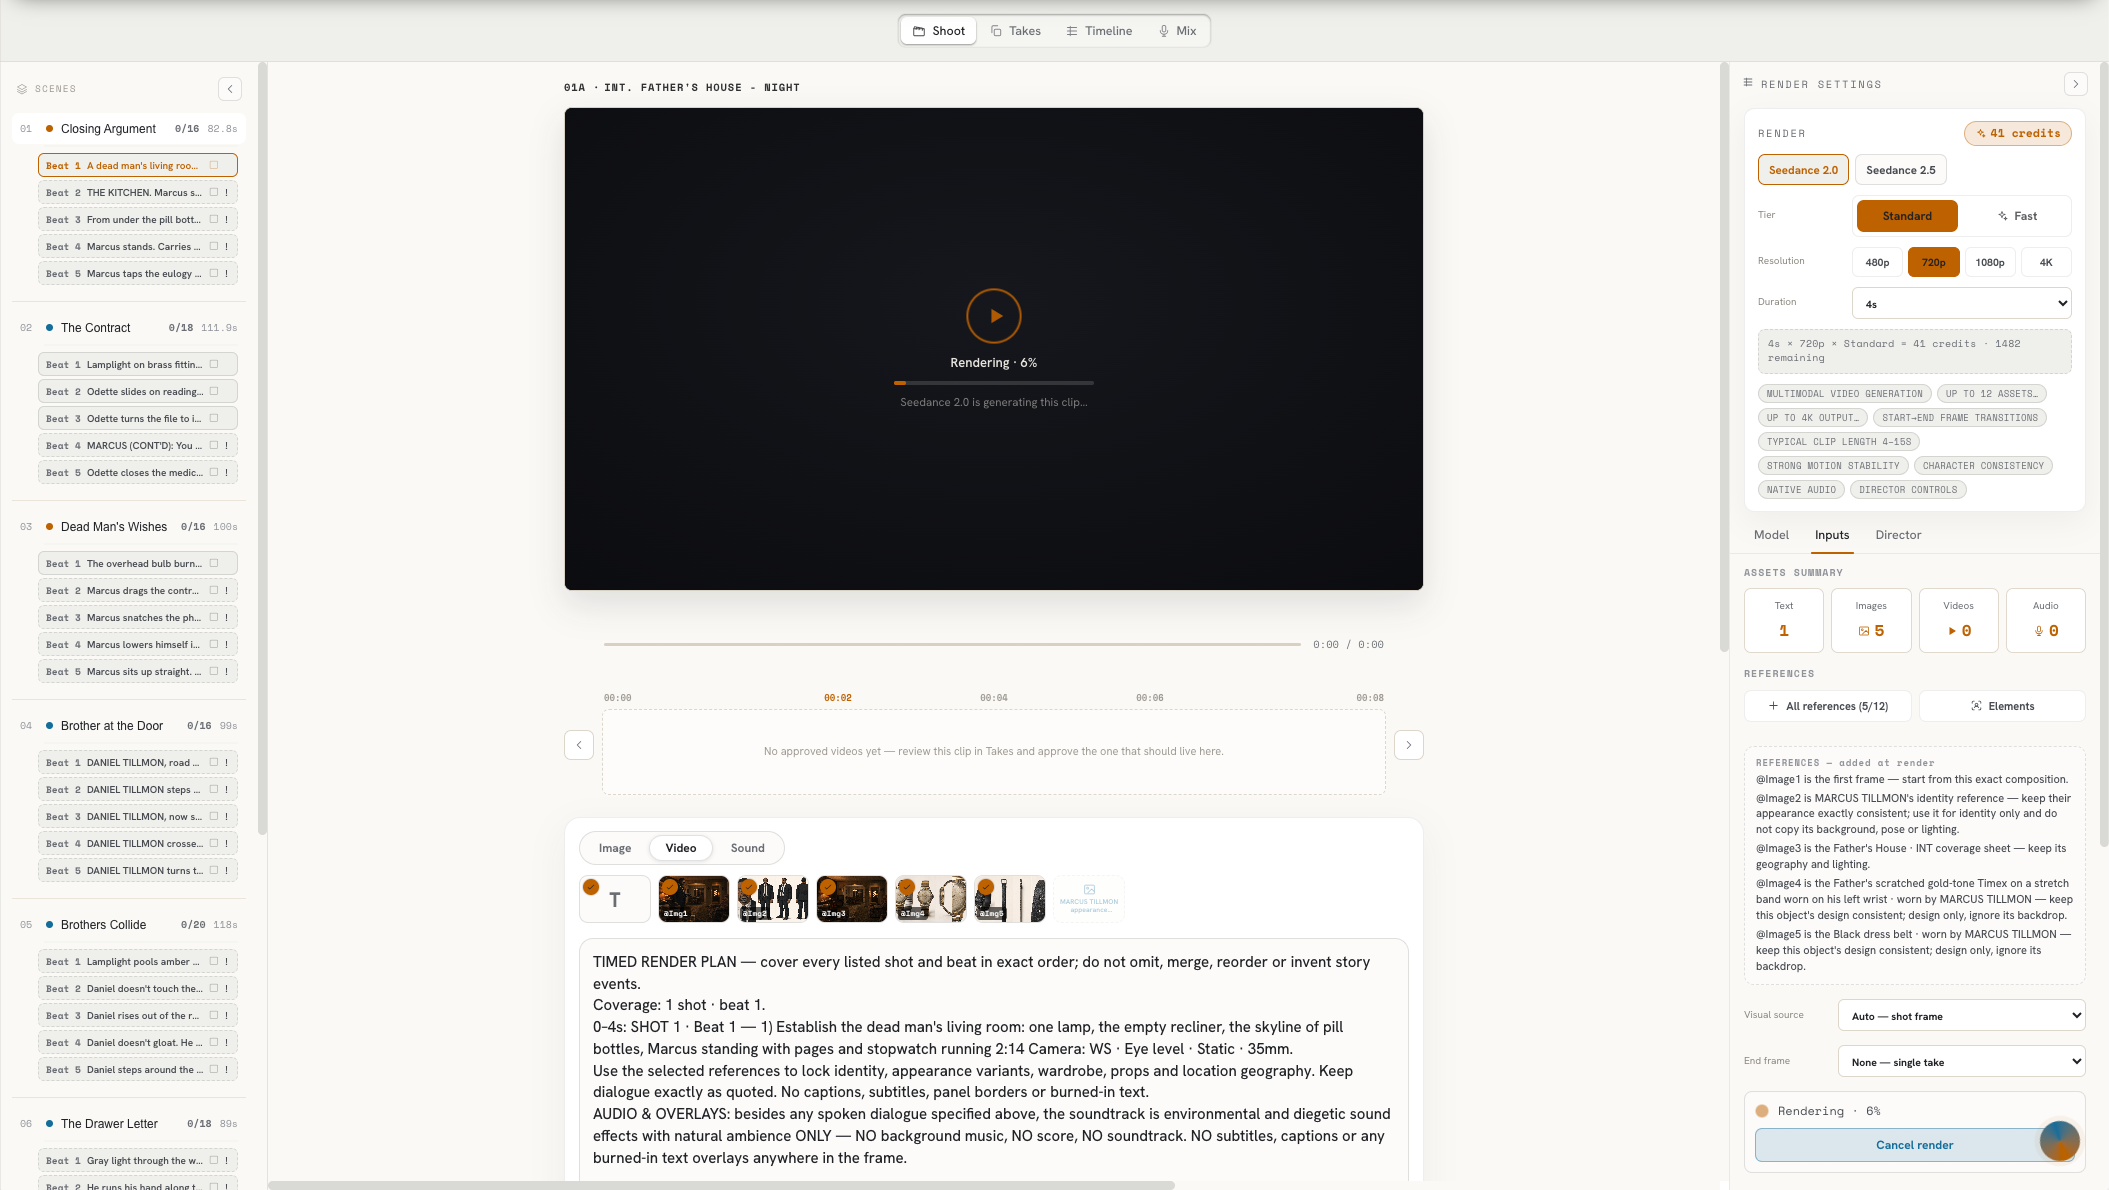 Shoot
Takes
Timeline
Mix
SCENES
01 Closing Argument 0/16 82.8s
Beat 1 A dead man's living roo...
Beat 2 THE KITCHEN. Marcus s... !
Beat 3 From under the pill bott... !
Beat 4 Marcus stands. Carries ... !
Beat 5 Marcus taps the eulogy ... !
02 The Contract 0/18 111.9s
Beat 1 Lamplight on brass fittin...
Beat 2 Odette slides on reading...
Beat 3 Odette turns the file to i...
Beat 4 MARCUS (CONT'D): You ... !
Beat 5 Odette closes the medic... !
03 Dead Man's Wishes 0/16 100s
Beat 1 The overhead bulb burn...
Beat 2 Marcus drags the contr... !
Beat 3 Marcus snatches the ph... !
Beat 4 Marcus lowers himself i... !
Beat 5 Marcus sits up straight. ... !
04 Brother at the Door 0/16 99s
Beat 1 DANIEL TILLMON, road ... !
Beat 2 DANIEL TILLMON steps ... !
Beat 3 DANIEL TILLMON, now s... !
Beat 4 DANIEL TILLMON crosse... !
Beat 5 DANIEL TILLMON turns t... !
05 Brothers Collide 0/20 118s
Beat 1 Lamplight pools amber ... !
Beat 2 Daniel doesn't touch the... !
Beat 3 Daniel rises out of the r... !
Beat 4 Daniel doesn't gloat. He ... !
Beat 5 Daniel steps around the ... !
06 The Drawer Letter 0/18 89s
Beat 1 Gray light through the w... !
Beat 2 He runs his hand along t... !
01A · INT. FATHER'S HOUSE - NIGHT
Rendering · 6%
Seedance 2.0 is generating this clip...
0:00 / 0:00
00:00 00:02 00:04 00:06 00:08
No approved videos yet — review this clip in Takes and approve the one that should live here.
Image Video Sound
T
@Img1
@Img2
@Img3
@Img4
@Img5
MARCUS TILLMON
appearance...
TIMED RENDER PLAN — cover every listed shot and beat in exact order; do not omit, merge, reorder or invent story
events.
Coverage: 1 shot · beat 1.
0–4s: SHOT 1 · Beat 1 — 1) Establish the dead man's living room: one lamp, the empty recliner, the skyline of pill
bottles, Marcus standing with pages and stopwatch running 2:14 Camera: WS · Eye level · Static · 35mm.
Use the selected references to lock identity, appearance variants, wardrobe, props and location geography. Keep
dialogue exactly as quoted. No captions, subtitles, panel borders or burned-in text.
AUDIO & OVERLAYS: besides any spoken dialogue specified above, the soundtrack is environmental and diegetic sound
effects with natural ambience ONLY — NO background music, NO score, NO soundtrack. NO subtitles, captions or any
burned-in text overlays anywhere in the frame.
RENDER SETTINGS
RENDER
41 credits
Seedance 2.0
Seedance 2.5
Tier
Standard
Fast
Resolution
480p
720p
1080p
4K
Duration
4s
4s × 720p × Standard = 41 credits · 1482
remaining
MULTIMODAL VIDEO GENERATION
UP TO 12 ASSETS…
UP TO 4K OUTPUT…
START→END FRAME TRANSITIONS
TYPICAL CLIP LENGTH 4–15S
STRONG MOTION STABILITY
CHARACTER CONSISTENCY
NATIVE AUDIO
DIRECTOR CONTROLS
Model
Inputs
Director
ASSETS SUMMARY
Text
1
Images
5
Videos
0
Audio
0
REFERENCES
All references (5/12)
Elements
REFERENCES — added at render
@Image1 is the first frame — start from this exact composition.
@Image2 is MARCUS TILLMON's identity reference — keep their
appearance exactly consistent; use it for identity only and do
not copy its background, pose or lighting.
@Image3 is the Father's House · INT coverage sheet — keep its
geography and lighting.
@Image4 is the Father's scratched gold-tone Timex on a stretch
band worn on his left wrist · worn by MARCUS TILLMON — keep
this object's design consistent; design only, ignore its backdrop.
@Image5 is the Black dress belt · worn by MARCUS TILLMON —
keep this object's design consistent; design only, ignore its
backdrop.
Visual source
Auto — shot frame
End frame
None — single take
Rendering · 6%
Cancel render